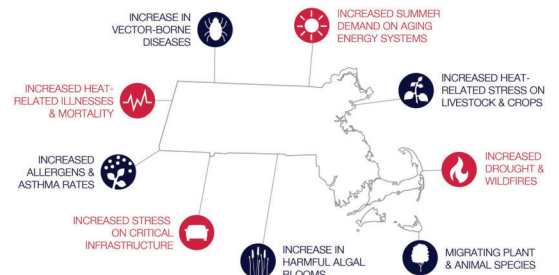 INCREASE IN
VECTOR-BORNE
DISEASES
INCREASED SUMMER
DEMAND ON AGING
ENERGY SYSTEMS
INCREASED HEAT-
RELATED ILLNESSES
& MORTALITY
INCREASED HEAT-
RELATED STRESS ON
LIVESTOCK & CROPS
INCREASED
ALLERGENS &
ASTHMA RATES
INCREASED
DROUGHT &
WILDFIRES
INCREASED STRESS
ON CRITICAL
INFRASTRUCTURE
INCREASE IN
HARMFUL ALGAL
BLOOMS
MIGRATING PLANT
& ANIMAL SPECIES